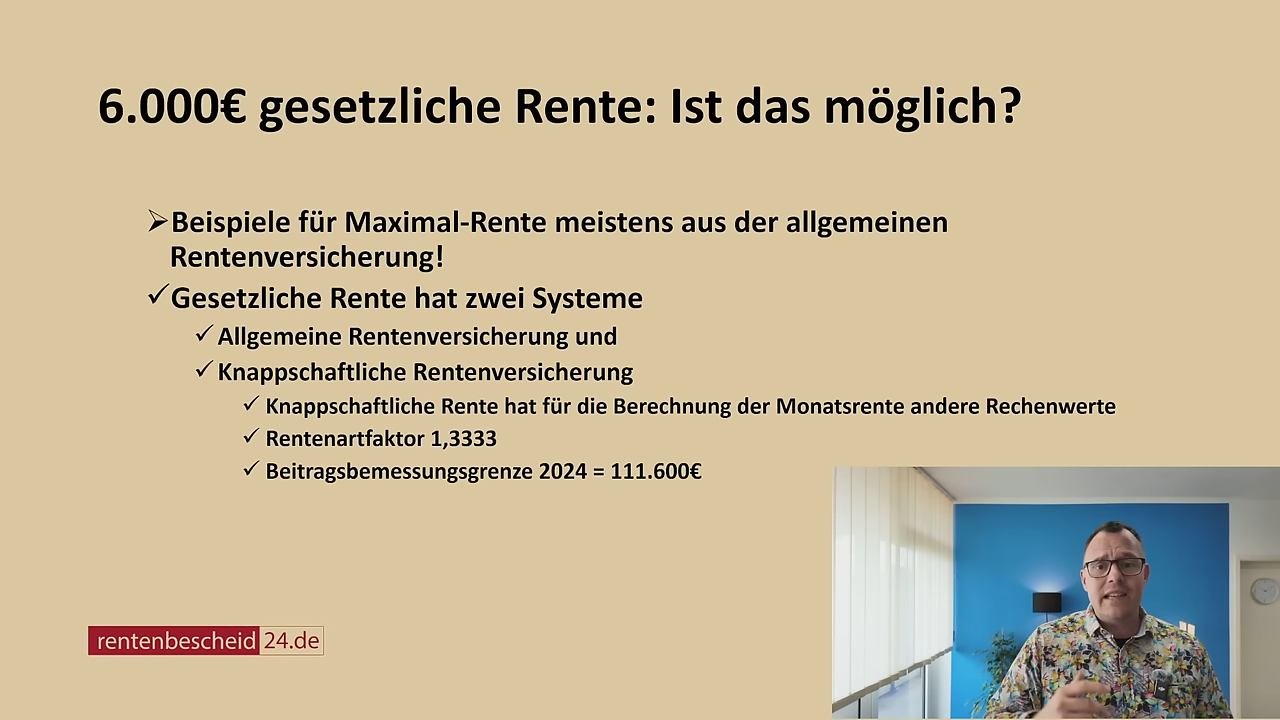 6.000€ gesetzliche Rente: Ist das möglich?
Beispiele für Maximal-Rente meistens aus der allgemeinen
Rentenversicherung!
Gesetzliche Rente hat zwei Systeme
Allgemeine Rentenversicherung und
Knappschaftliche Rentenversicherung
Knappschaftliche Rente hat für die Berechnung der Monatsrente andere Rechenwerte
Rentenartfaktor 1,3333
Beitragsbemessungsgrenze 2024 = 111.600€
rentenbescheid 24.de